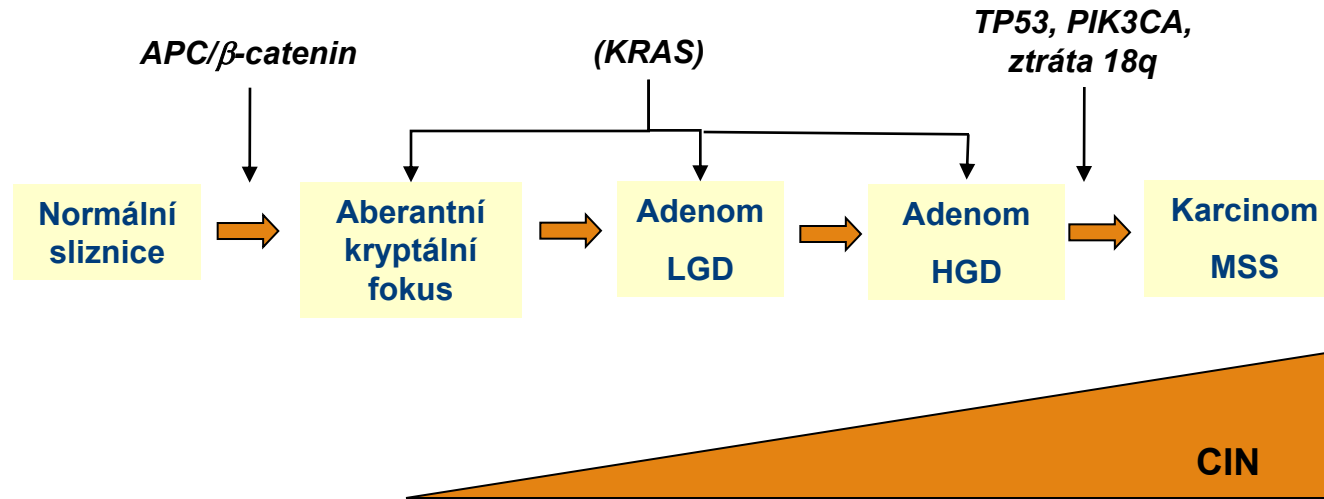 APC/β-catenin
(KRAS)
TP53, PIK3CA,
ztráta 18q
Normální
sliznice
Aberantní
kryptální
fokus
Adenom
LGD
Adenom
HGD
Karcinom
MSS
CIN